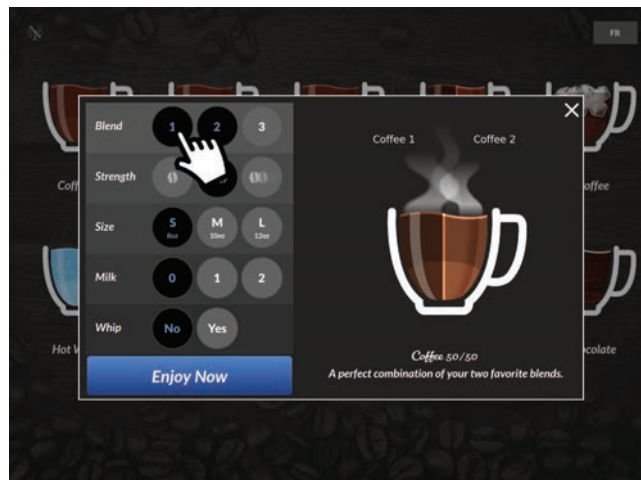 FR
Blend
1
2
3
Coffee 1
Coffee 2
Strength
Size
S
8oz
M
10oz
L
12oz
Milk
0
1
2
Whip
No
Yes
Enjoy Now
Coffee 50/50
A perfect combination of your two favorite blends.
Coff
offee
Hot
colate